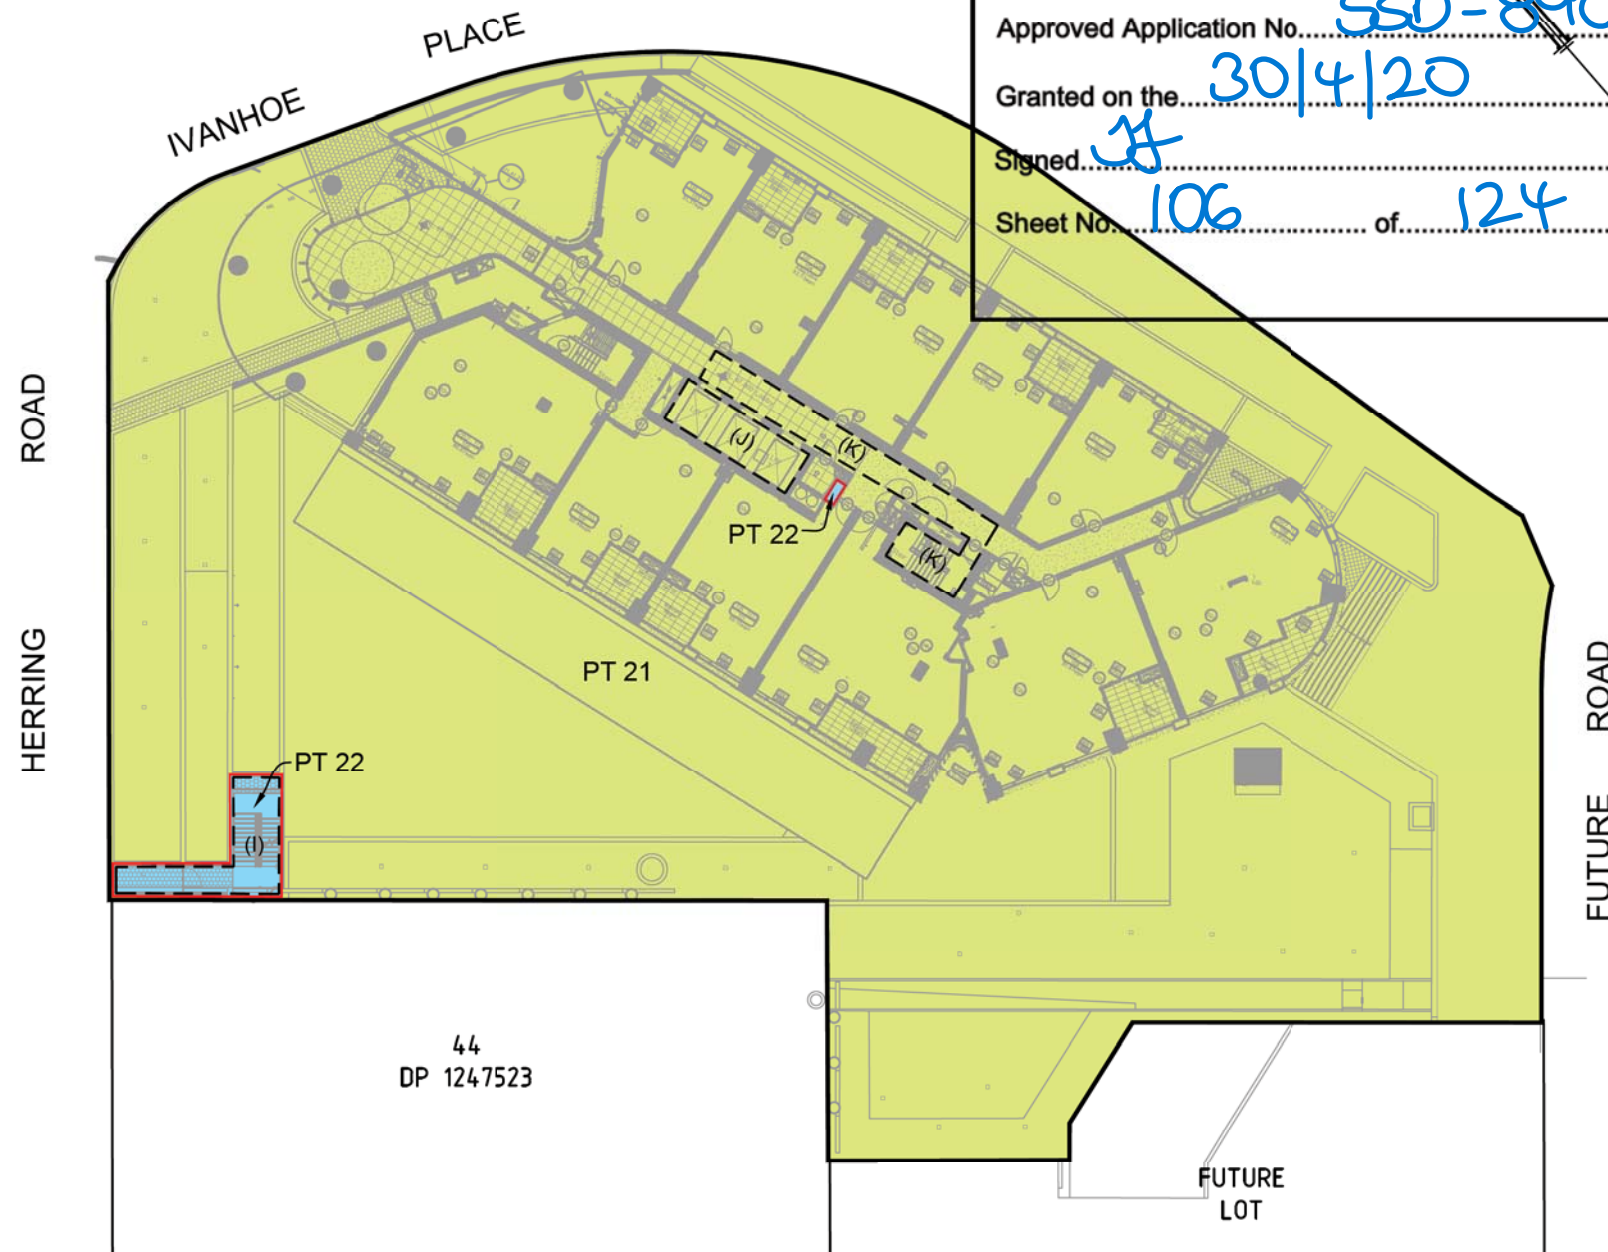 Approved Application No.
Granted on the 30/4/20
Signed
Sheet No. 106 of 124
IVANHOE PLACE
HERRING ROAD
FUTURE ROAD
(J)
(K)
(K)
PT 22
PT 21
PT 22
(I)
44
DP 1247523
FUTURE
LOT